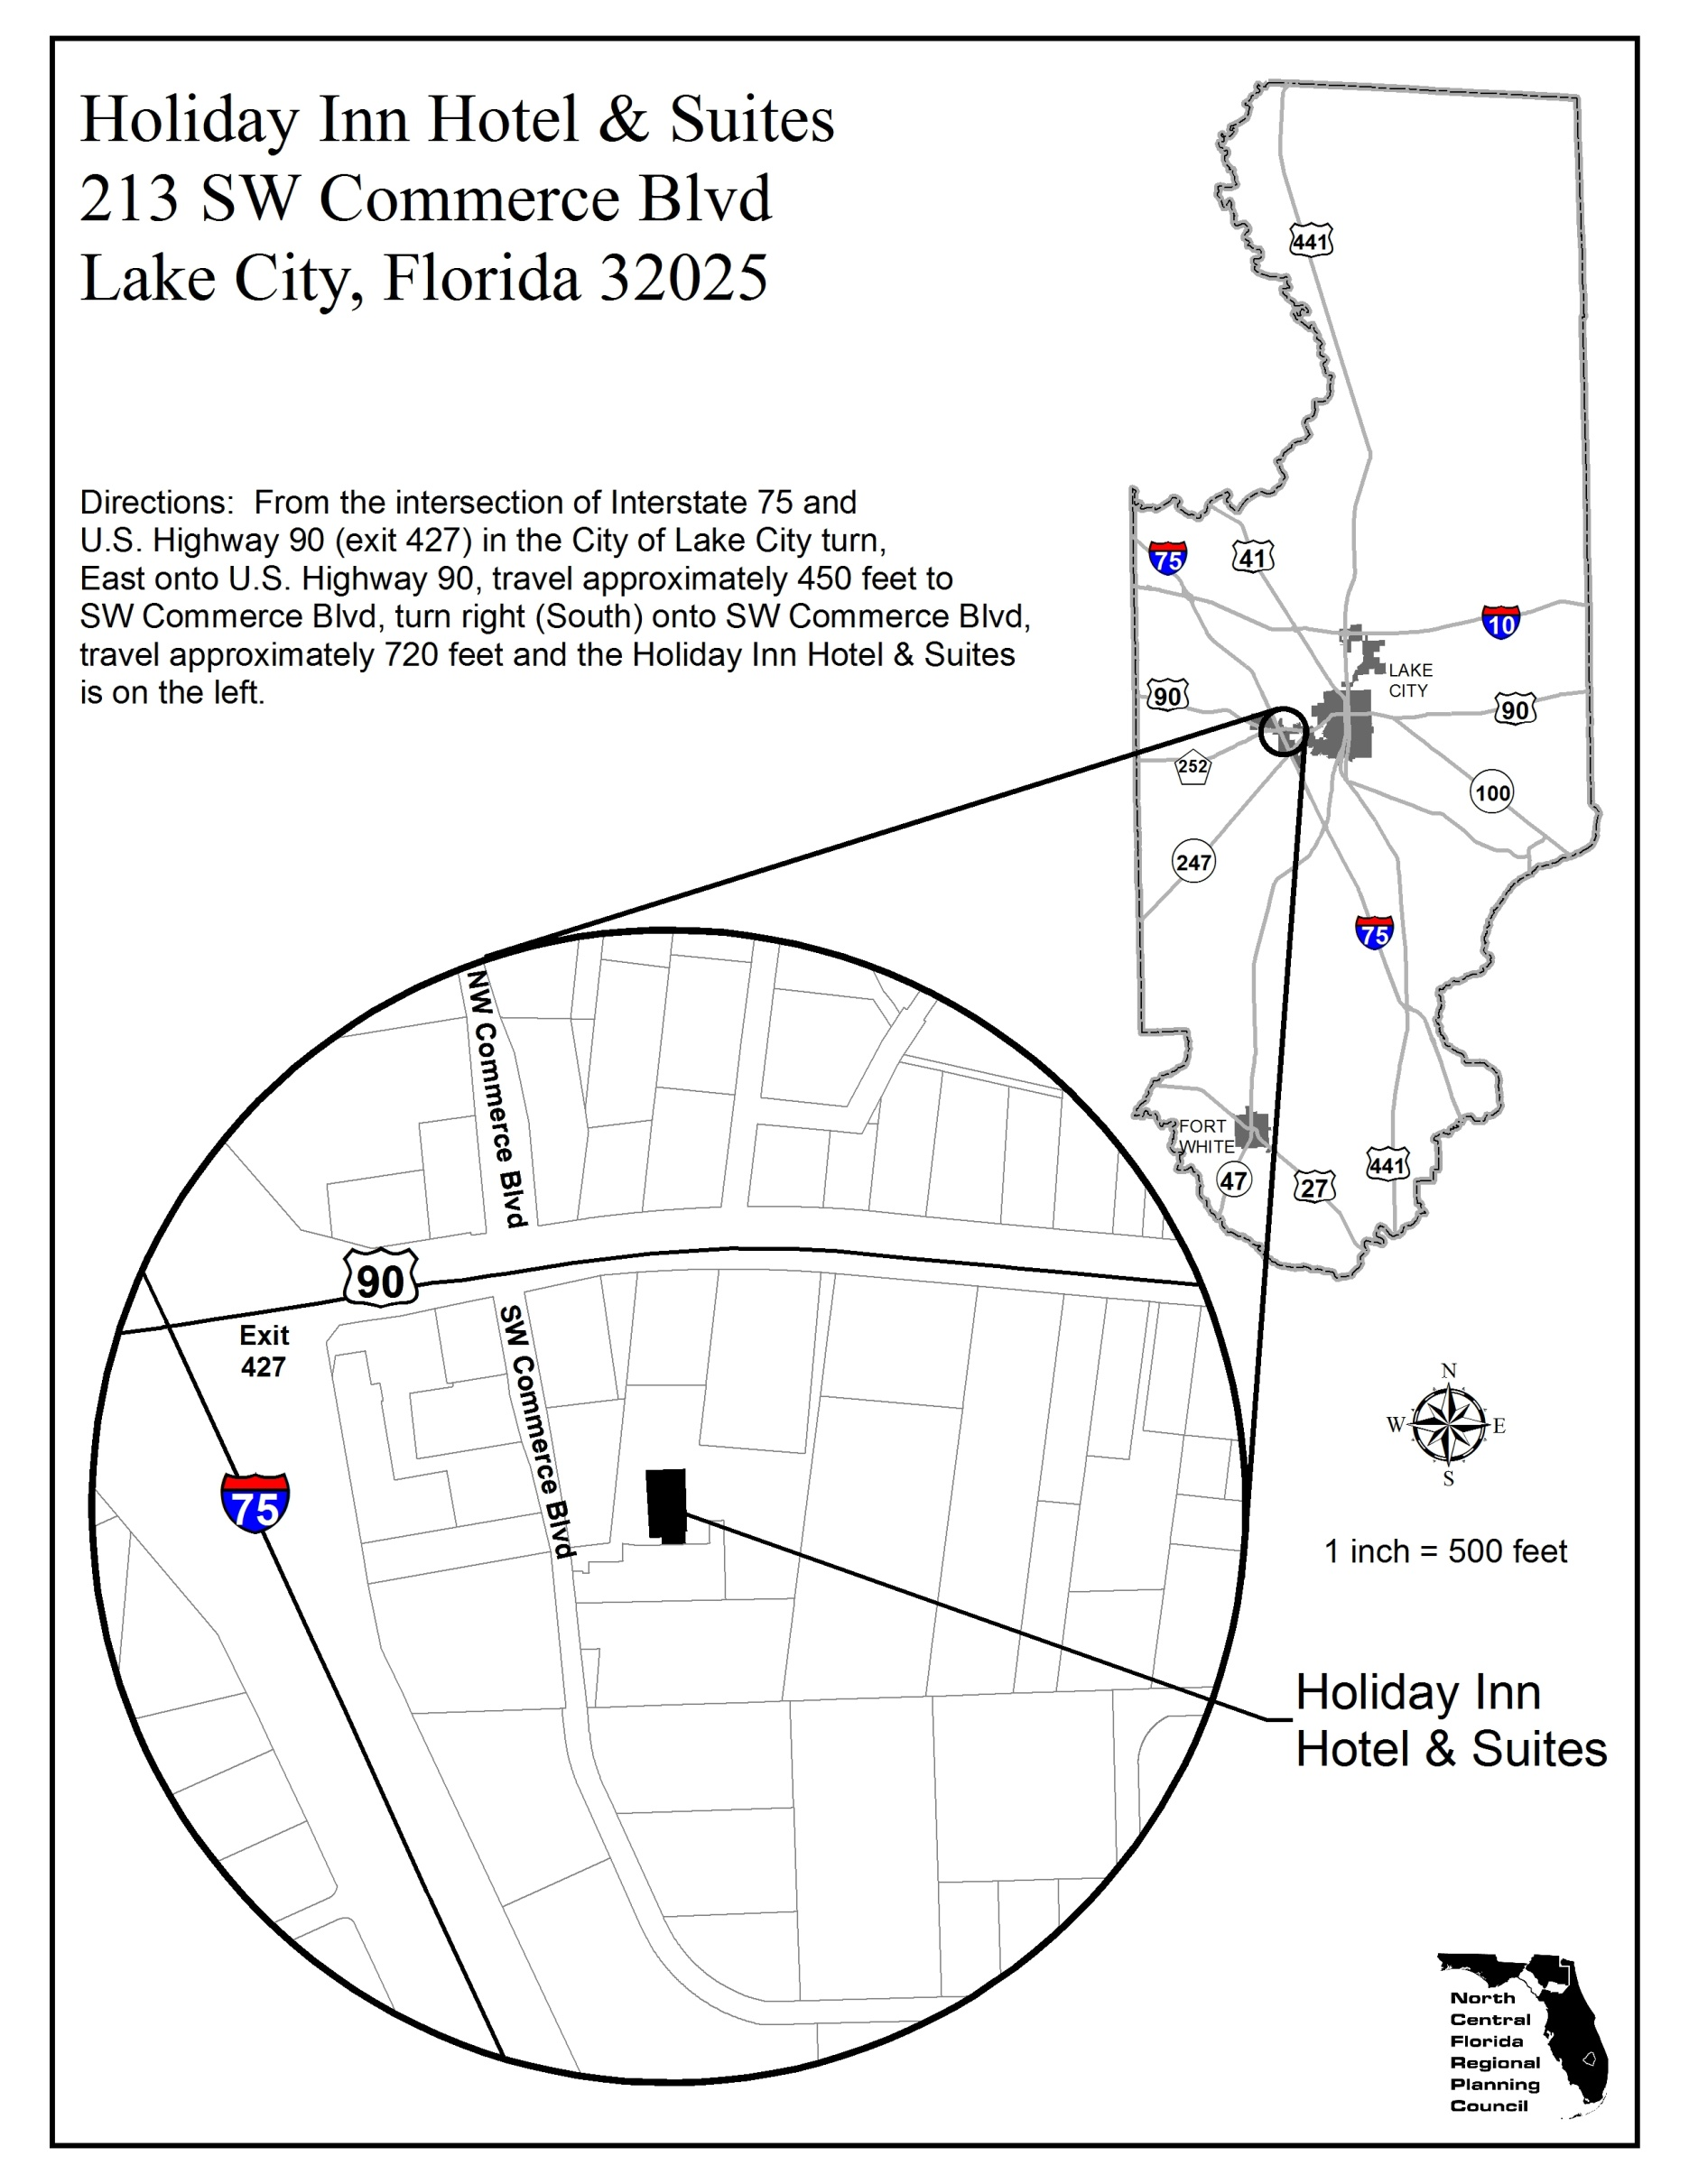 Holiday Inn Hotel & Suites
213 SW Commerce Blvd
Lake City, Florida 32025
Directions:  From the intersection of Interstate 75 and
U.S. Highway 90 (exit 427) in the City of Lake City turn,
East onto U.S. Highway 90, travel approximately 450 feet to
SW Commerce Blvd, turn right (South) onto SW Commerce Blvd,
travel approximately 720 feet and the Holiday Inn Hotel & Suites
is on the left.
441
75
41
10
LAKE
CITY
90
90
252
100
247
75
FORT
WHITE
47
27
441
NW Commerce Blvd
90
Exit
427
SW Commerce Blvd
75
N
W
E
S
1 inch = 500 feet
Holiday Inn
Hotel & Suites
North
Central
Florida
Regional
Planning
Council